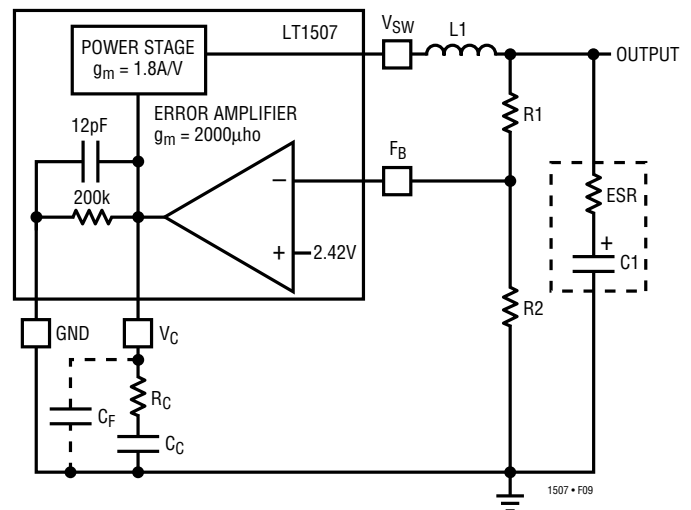 LT1507
V_SW
L1
OUTPUT
POWER STAGE
g_m = 1.8A/V
ERROR AMPLIFIER
g_m = 2000µho
R1
12pF
F_B
200k
−
ESR
+
C1
+
2.42V
R2
GND
V_C
R_C
C_F
C_C
1507 • F09